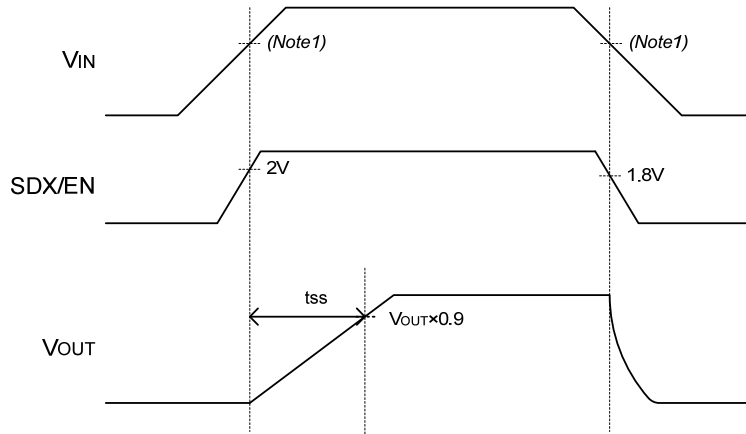 VIN
(Note1)
(Note1)
SDX/EN
2V
1.8V
tss
VOUT×0.9
VOUT